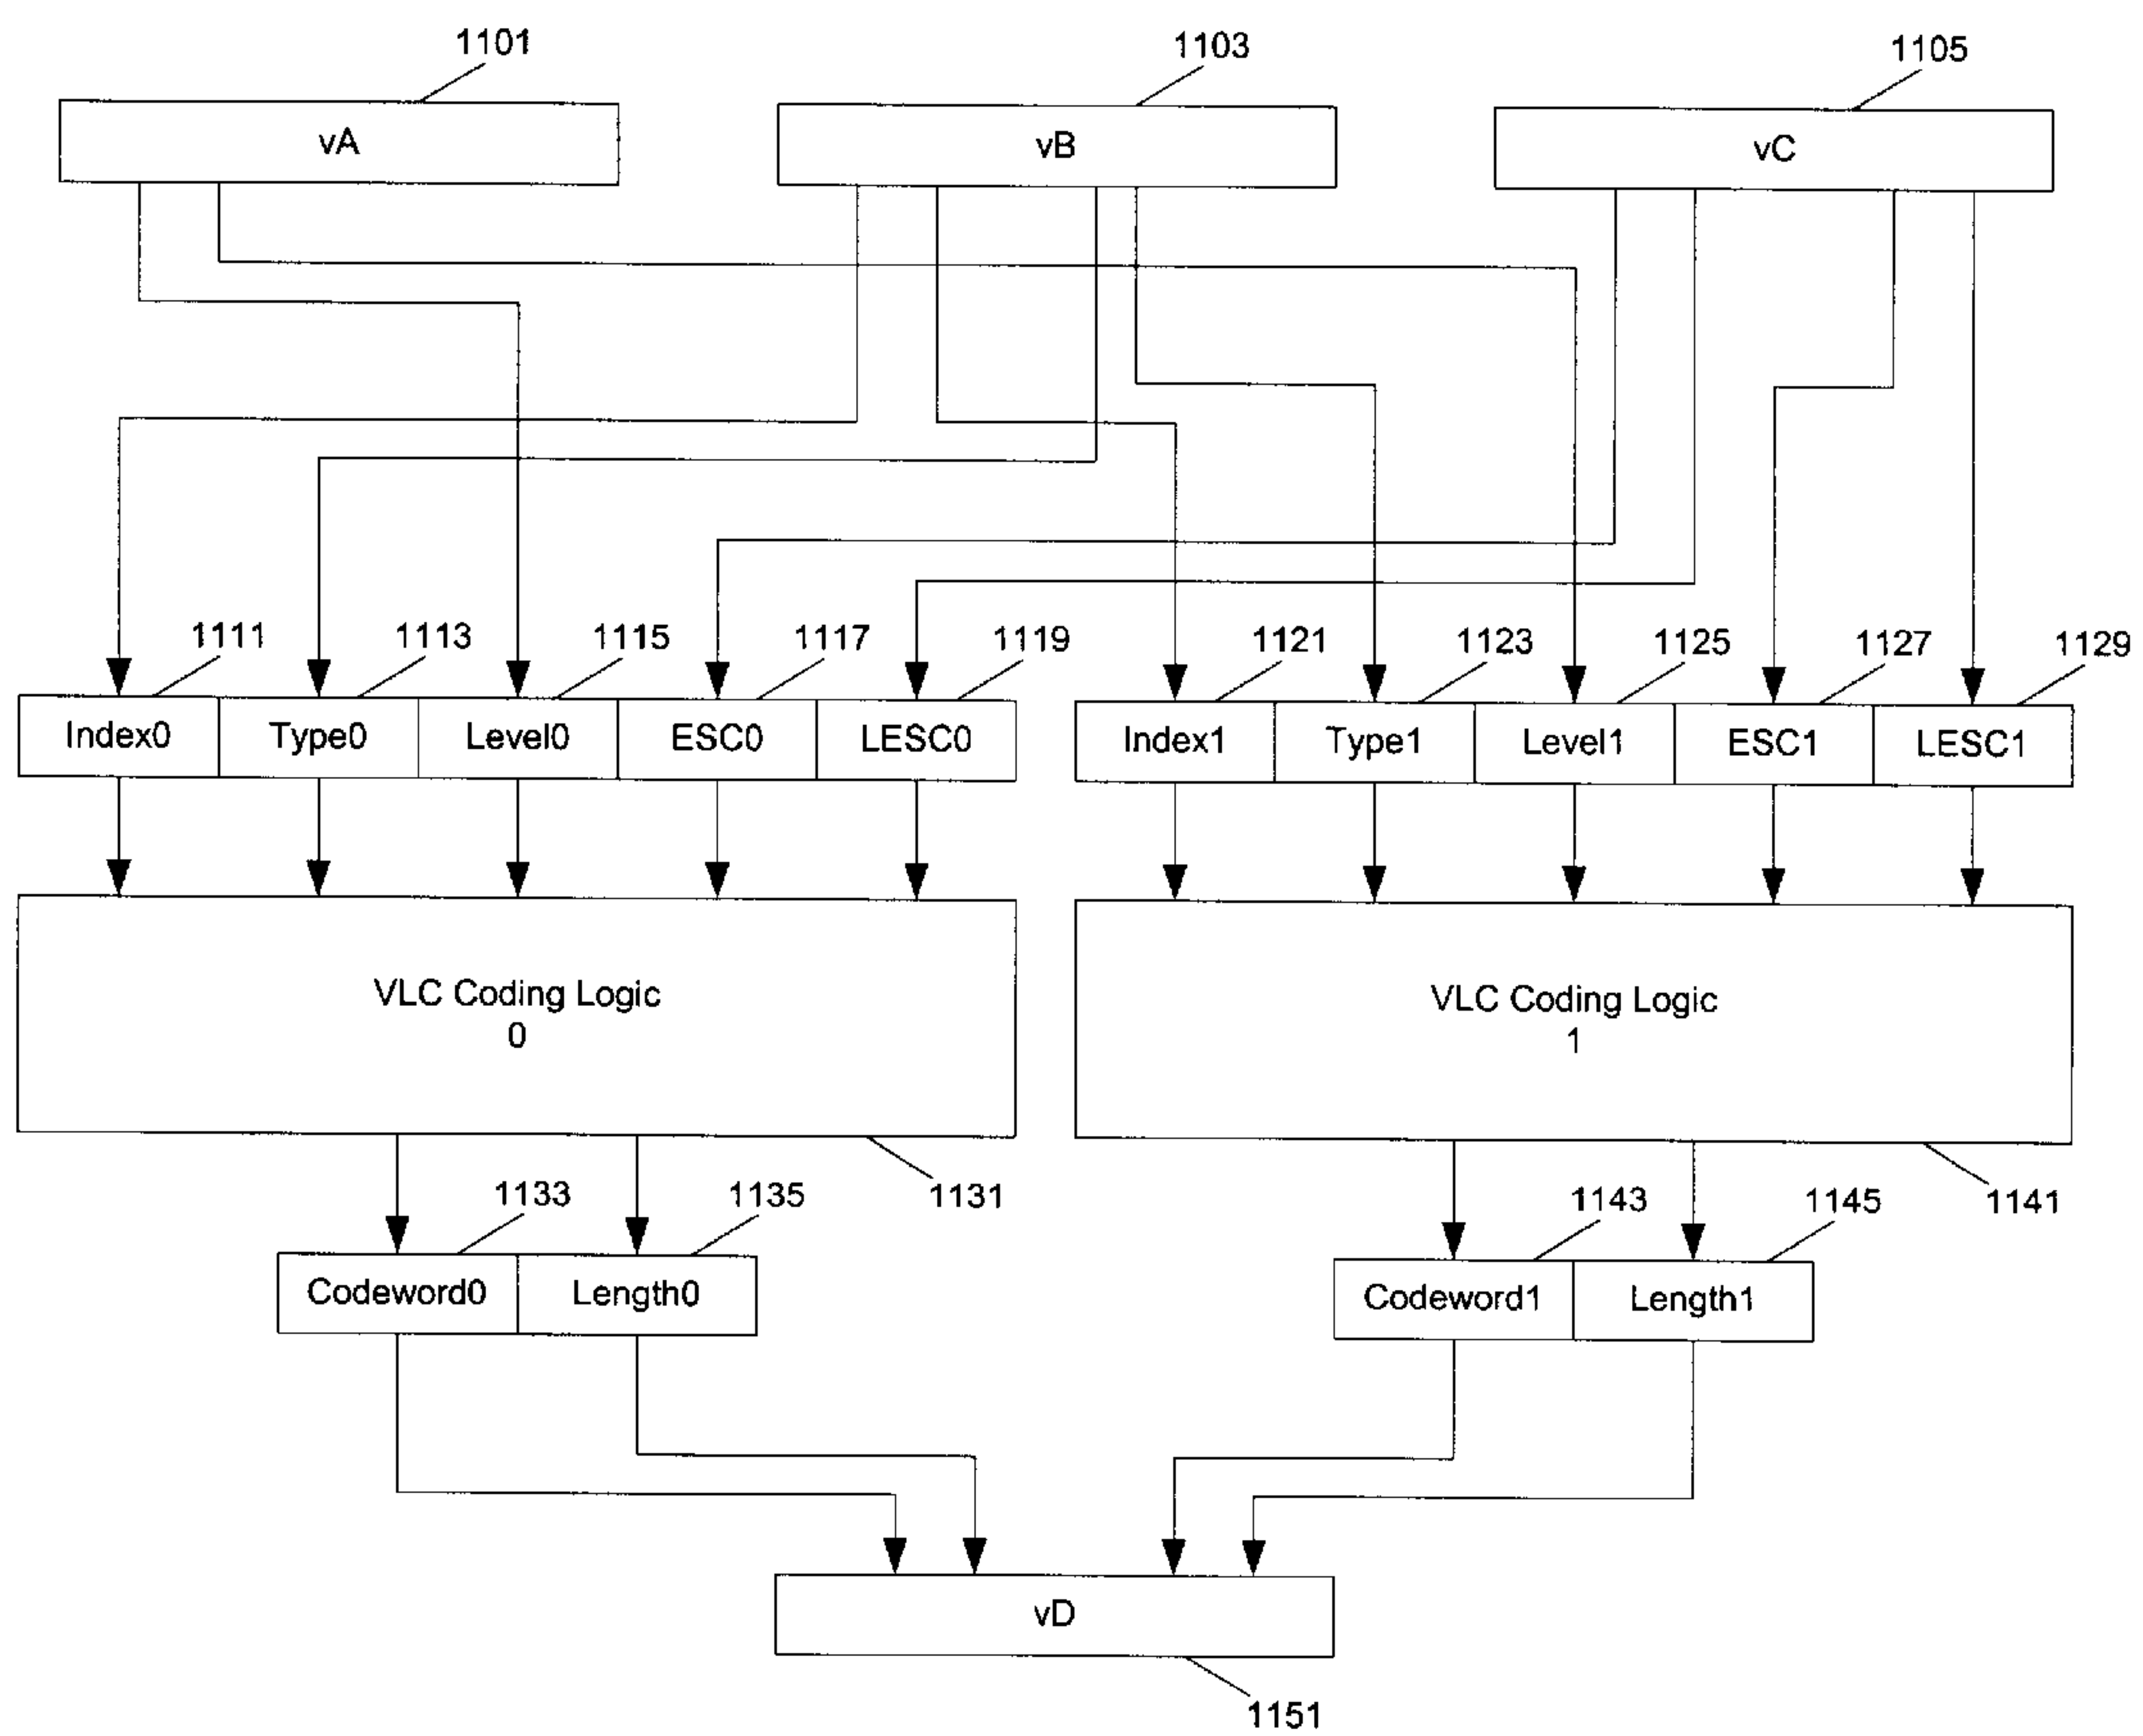 1101
1103
1105
vA
vB
vC
1111
1113
1115
1117
1119
1121
1123
1125
1127
1129
Index0
Type0
Level0
ESC0
LESC0
Index1
Type1
Level1
ESC1
LESC1
VLC Coding Logic
0
VLC Coding Logic
1
1131
1141
1133
1135
1143
1145
Codeword0
Length0
Codeword1
Length1
vD
1151